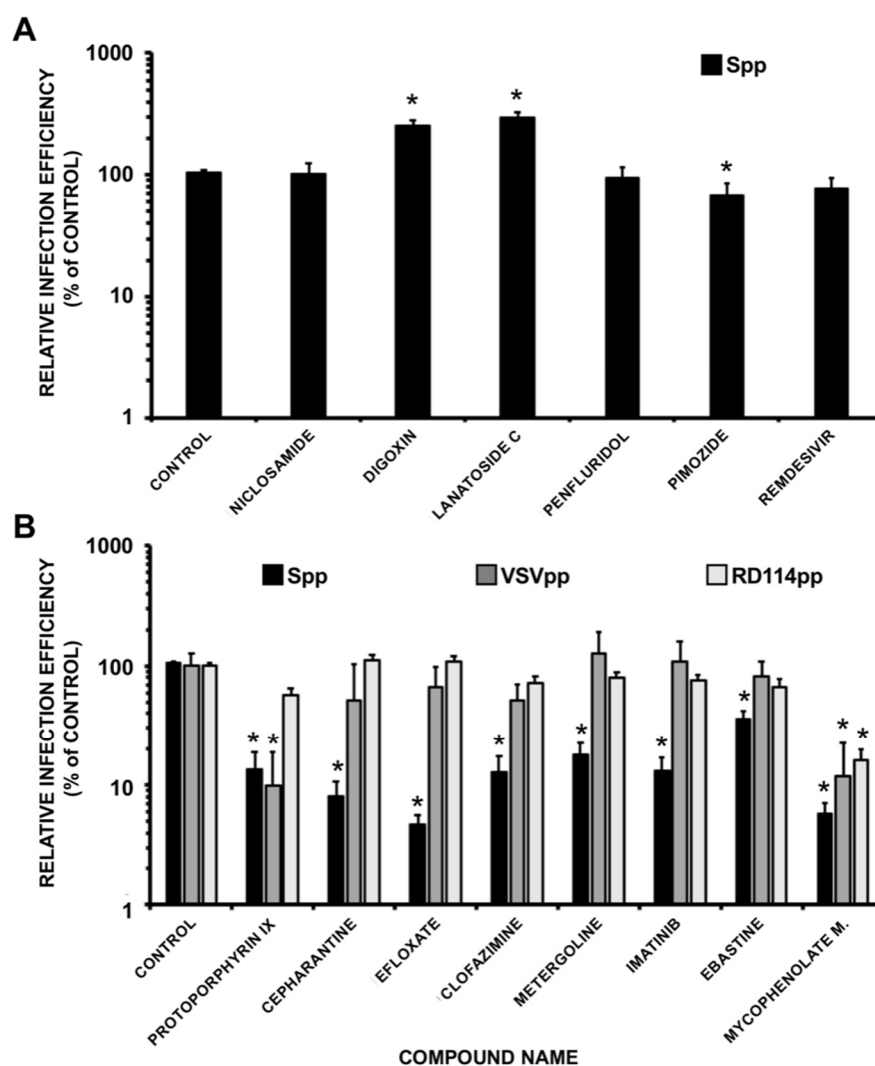 A
RELATIVE INFECTION EFFICIENCY
(% of CONTROL)
1000
100
10
1
Spp
*
*
*
CONTROL
NICLOSAMIDE
DIGOXIN
LANATOSIDE C
PENFLURIDOL
PIMOZIDE
REMDESIVIR
B
RELATIVE INFECTION EFFICIENCY
(% of CONTROL)
1000
100
10
1
Spp VSVpp RD114pp
* *
*
*
*
*
*
*
* * *
CONTROL
PROTOPORPHYRIN IX
CEPHARANTINE
EFLOXATE
CLOFAZIMINE
METERGOLINE
IMATINIB
EBASTINE
MYCOPHENOLATE M.
COMPOUND NAME